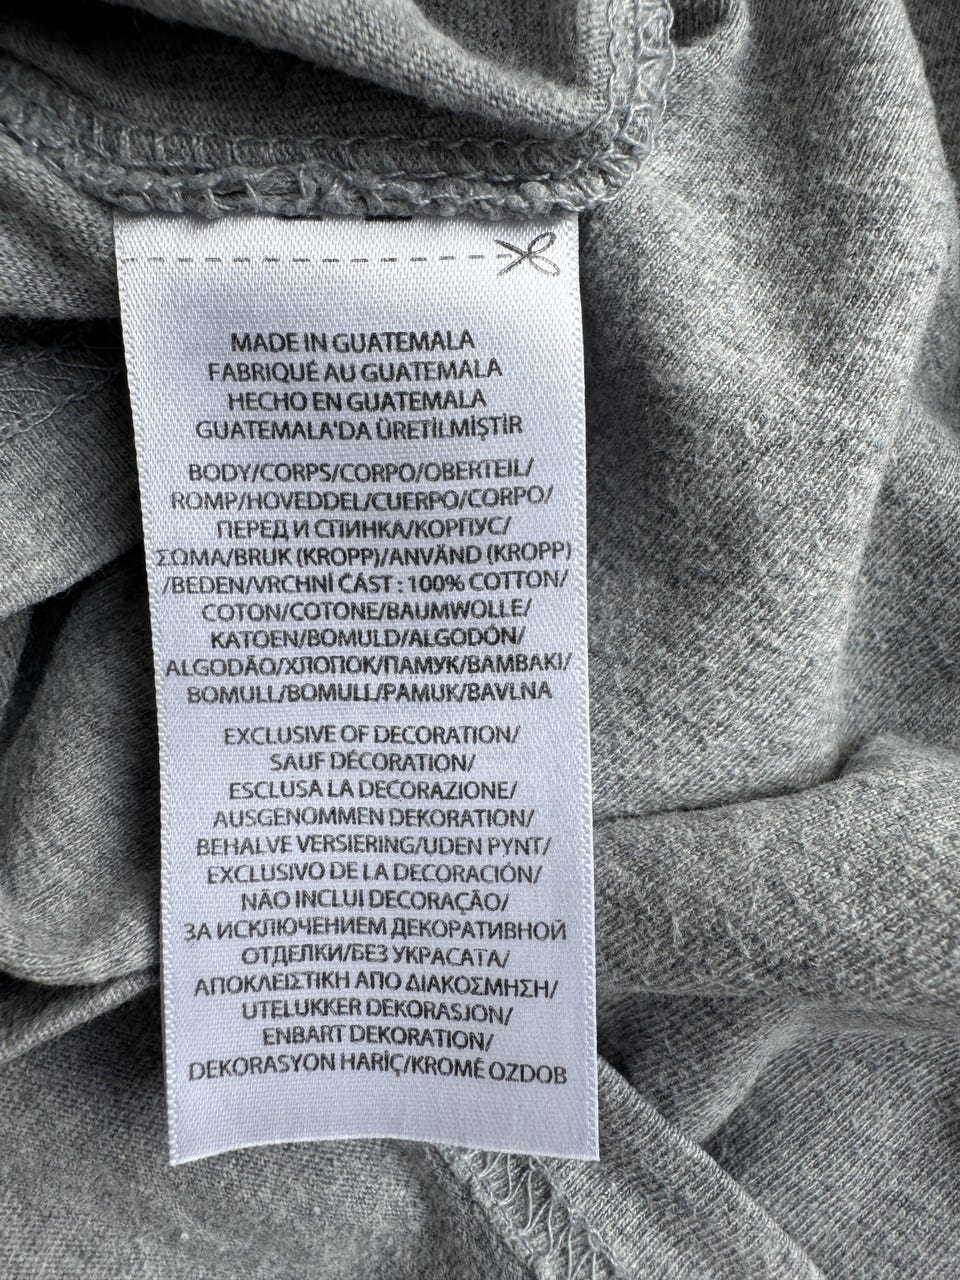 MADE IN GUATEMALA
FABRIQUÉ AU GUATEMALA
HECHO EN GUATEMALA
GUATEMALA'DA ÜRETİLMİŞTİR
BODY/CORPS/CORPO/OBERTEIL/
ROMP/HOVEDDEL/CUERPO/CORPO/
ПЕРЕД И СПИНКА/КОРПУС/
ΣΩΜΑ/BRUK (KROPP)/ANVÄND (KROPP)
/BEDEN/VRCHNÍ ČÁST : 100% COTTON/
COTON/COTONE/BAUMWOLLE/
KATOEN/BOMULD/ALGODÓN/
ALGODÃO/ХЛОПОК/ПАМУК/BAMBAKI/
BOMULL/BOMULL/PAMUK/BAVLNA
EXCLUSIVE OF DECORATION/
SAUF DÉCORATION/
ESCLUSA LA DECORAZIONE/
AUSGENOMMEN DEKORATION/
BEHALVE VERSIERING/UDEN PYNT/
EXCLUSIVO DE LA DECORACIÓN/
NÃO INCLUI DECORAÇÃO/
ЗА ИСКЛЮЧЕНИЕМ ДЕКОРАТИВНОЙ
ОТДЕЛКИ/БЕЗ УКРАСАТА/
ΑΠΟΚΛΕΙΣΤΙΚΗ ΑΠΟ ΔΙΑΚΟΣΜΗΣΗ/
UTELUKKER DEKORASJON/
ENBART DEKORATION/
DEKORASYON HARİÇ/KROMĚ OZDOB